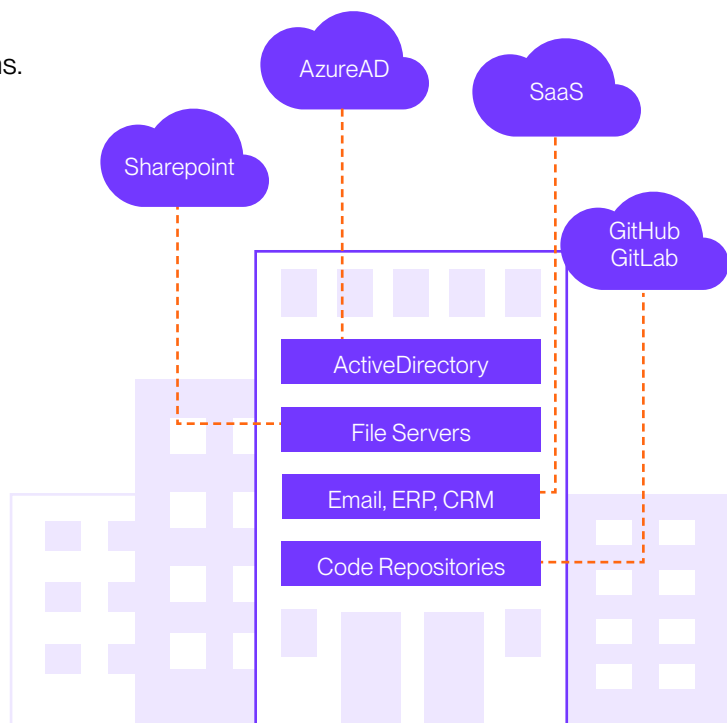 AzureAD
SaaS
Sharepoint
GitHub
GitLab
ActiveDirectory
File Servers
Email, ERP, CRM
Code Repositories